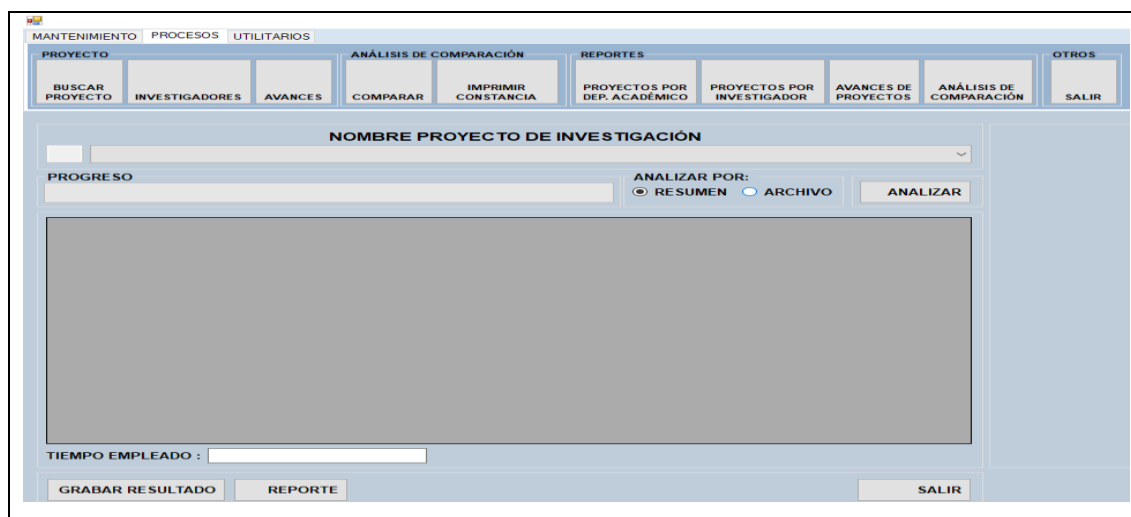 MANTENIMIENTO PROCESOS UTILITARIOS
PROYECTO ANÁLISIS DE COMPARACIÓN REPORTES OTROS
BUSCAR PROYECTO INVESTIGADORES AVANCES COMPARAR IMPRIMIR CONSTANCIA PROYECTOS POR DEP. ACADÉMICO PROYECTOS POR INVESTIGADOR AVANCES DE PROYECTOS ANÁLISIS DE COMPARACIÓN SALIR
NOMBRE PROYECTO DE INVESTIGACIÓN
PROGRESO ANALIZAR POR:
RESUMEN ARCHIVO ANALIZAR
TIEMPO EMPLEADO :
GRABAR RESULTADO REPORTE SALIR